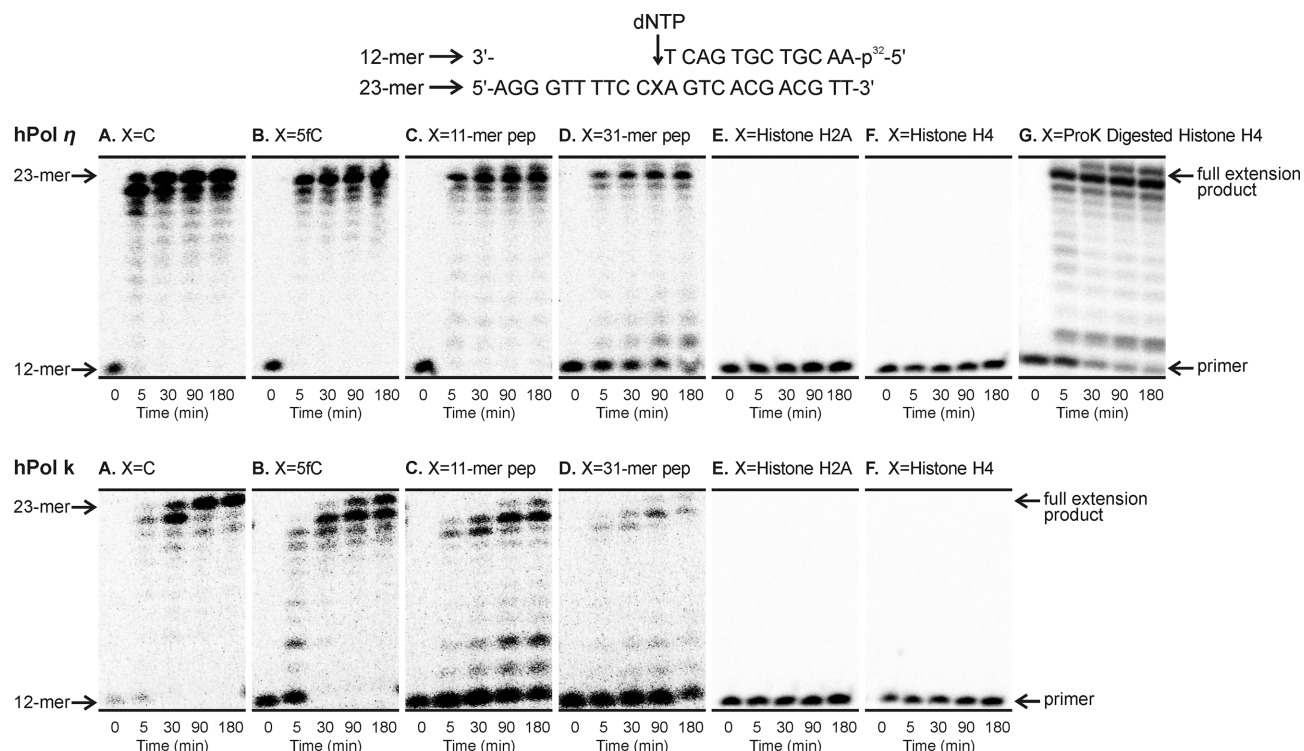 dNTP
12-mer → 3'- ↓T CAG TGC TGC AA-p³²-5'
23-mer → 5'-AGG GTT TTC CXA GTC ACG ACG TT-3'
hPol η A. X=C B. X=5fC C. X=11-mer pep D. X=31-mer pep E. X=Histone H2A F. X=Histone H4 G. X=ProK Digested Histone H4
23-mer → ← full extension
product
12-mer → ← primer
0 5 30 90 180 0 5 30 90 180 0 5 30 90 180 0 5 30 90 180 0 5 30 90 180 0 5 30 90 180 0 5 30 90 180
Time (min) Time (min) Time (min) Time (min) Time (min) Time (min) Time (min)
hPol k A. X=C B. X=5fC C. X=11-mer pep D. X=31-mer pep E. X=Histone H2A F. X=Histone H4
23-mer → ← full extension
product
12-mer → ← primer
0 5 30 90 180 0 5 30 90 180 0 5 30 90 180 0 5 30 90 180 0 5 30 90 180 0 5 30 90 180
Time (min) Time (min) Time (min) Time (min) Time (min) Time (min)